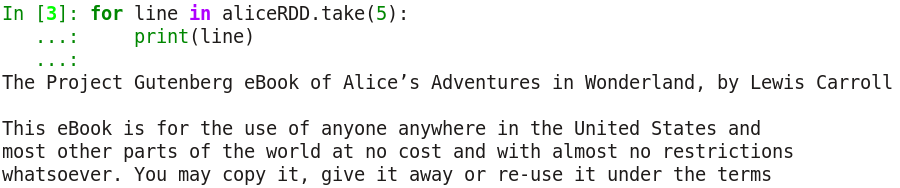 In [3]: for line in aliceRDD.take(5):
   ...:     print(line)
   ...:
The Project Gutenberg eBook of Alice’s Adventures in Wonderland, by Lewis Carroll

This eBook is for the use of anyone anywhere in the United States and
most other parts of the world at no cost and with almost no restrictions
whatsoever. You may copy it, give it away or re-use it under the terms